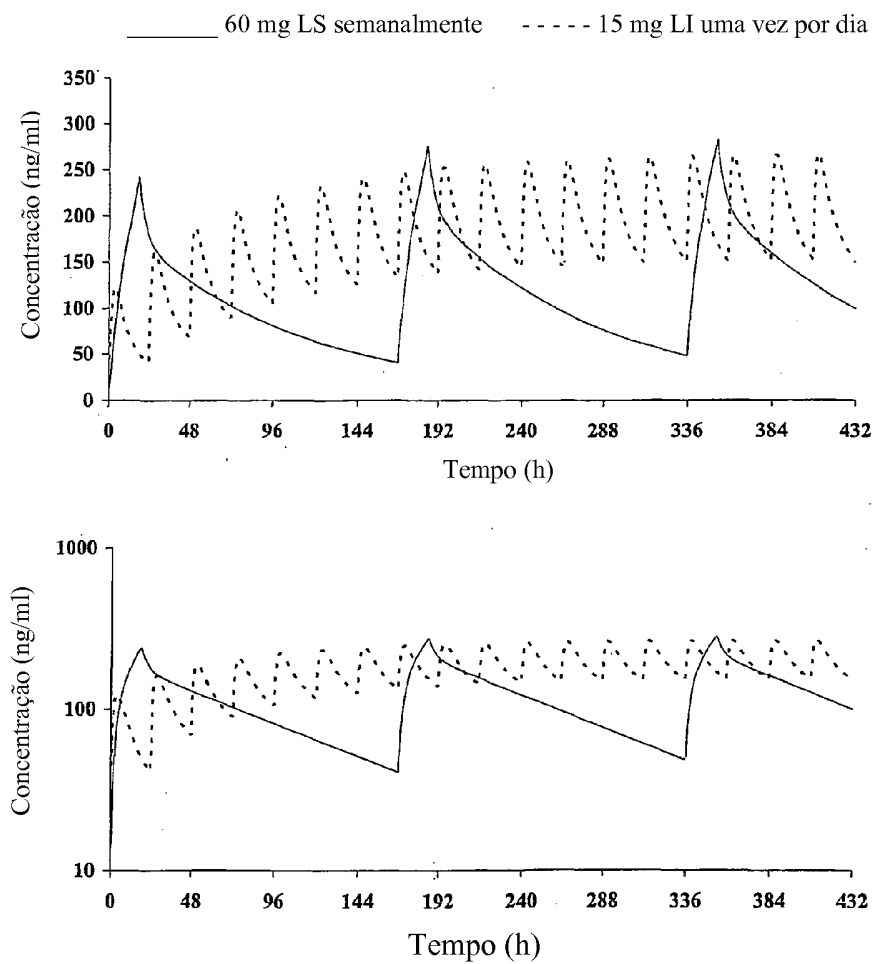 60 mg LS semanalmente 15 mg LI uma vez por dia
350
300
250
200
150
100
50
0
Concentração (ng/ml)
0 48 96 144 192 240 288 336 384 432
Tempo (h)
1000
100
10
Concentração (ng/ml)
0 48 96 144 192 240 288 336 384 432
Tempo (h)